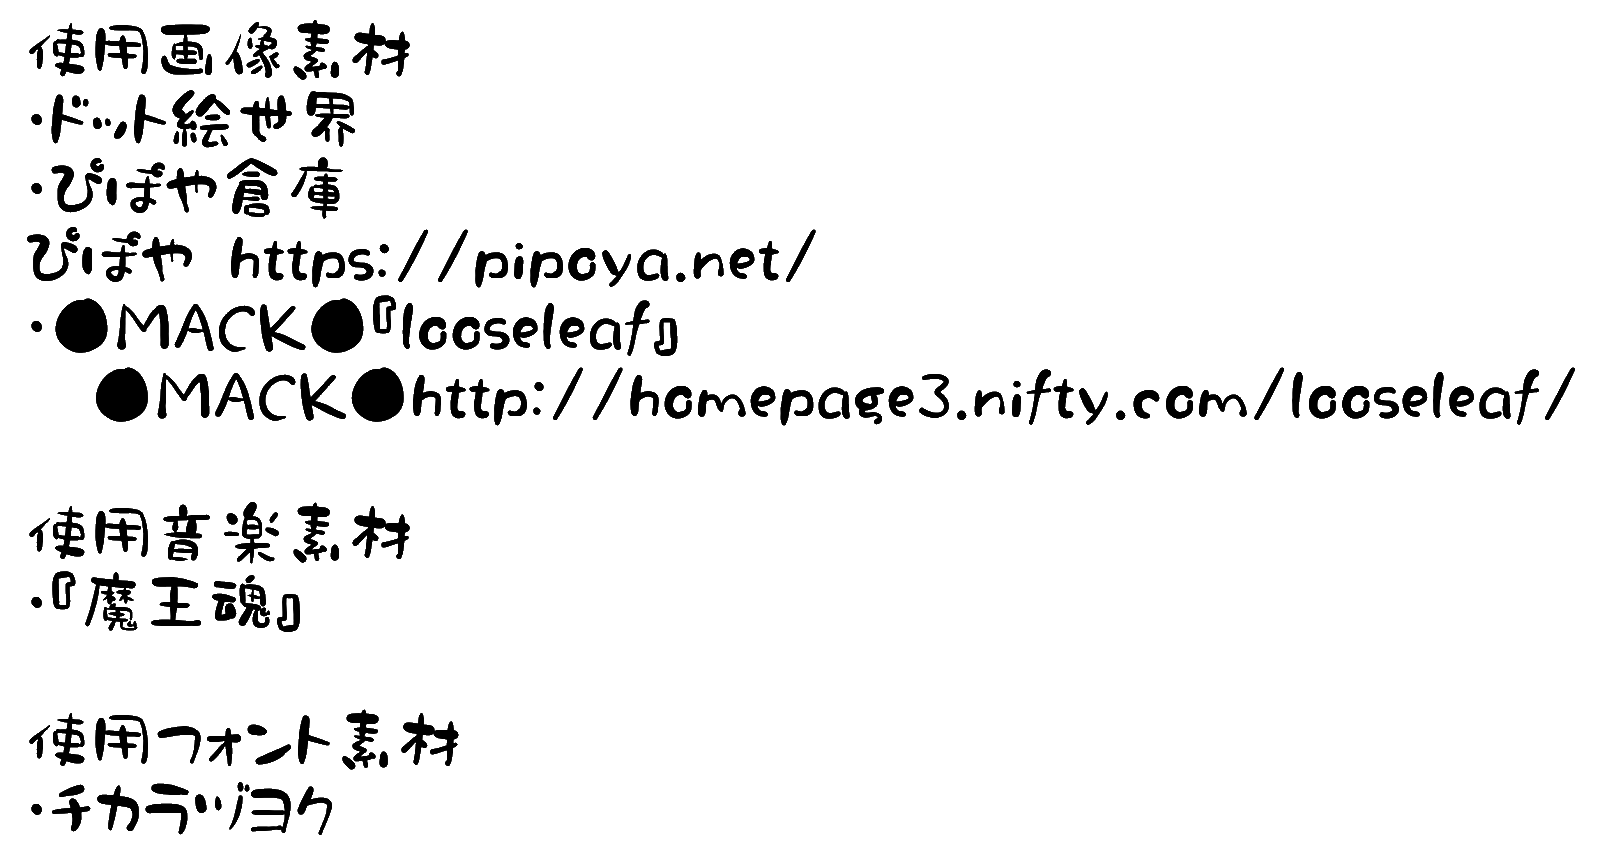 使用画像素材
・ドット絵世界
・ぴぽや倉庫
ぴぽや https://pipoya.net/
・●MACK●『looseleaf』
●MACK●http://homepage3.nifty.com/looseleaf/
使用音楽素材
・『魔王魂』
使用フォント素材
・チカラヅヨク